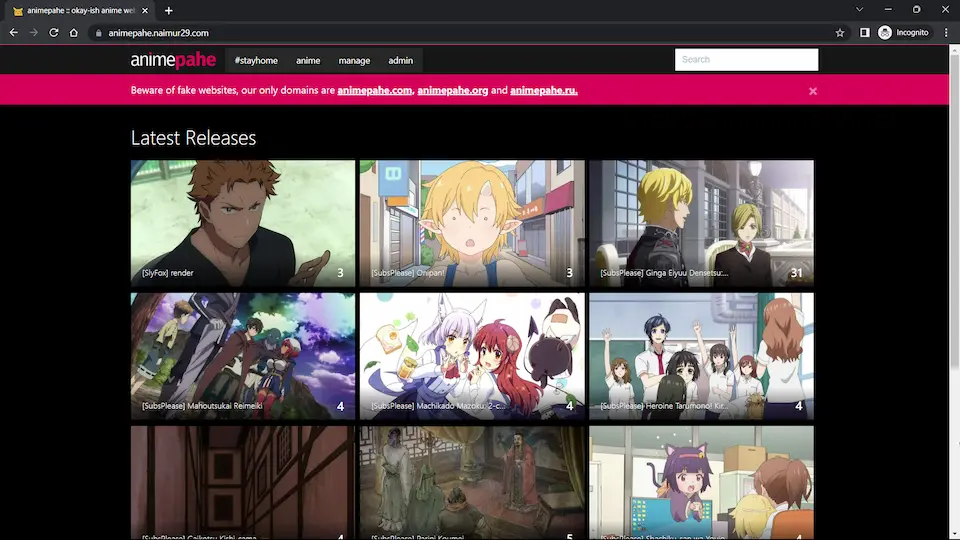 animepahe :: okay-ish anime wel
animepahe.naimur29.com
Incognito
animepahe
#stayhome
anime
manage
admin
Search
Beware of fake websites, our only domains are animepahe.com, animepahe.org and animepahe.ru.
Latest Releases
[SlyFox] render 3
[SubsPlease] Onipan! 3
[SubsPlease] Ginga Eiyuu Densetsu:... 31
[SubsPlease] Mahoutsukai Reimeiki 4
[SubsPlease] Machikado Mazoku: 2-c... 4
[SubsPlease] Heroine Tarumono! Kir... 4
[SubsPlease] Gaikotsu Kishi-sama 4
[SubsPlease] Paripi Koumei 5
[SubsPlease] Shachiku-san wa Youjo 4